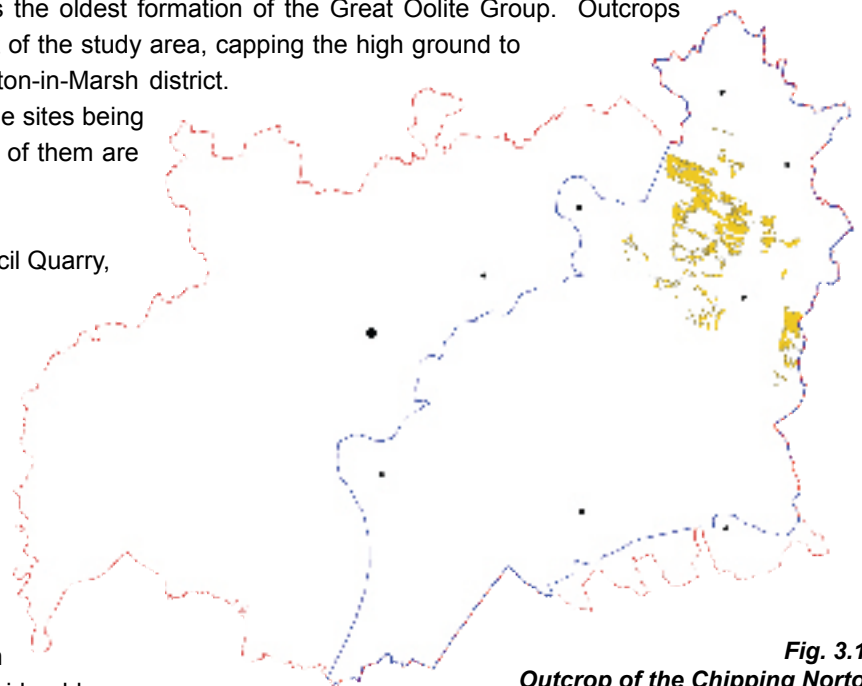 s the oldest formation of the Great Oolite Group. Outcrops
of the study area, capping the high ground to
ton-in-Marsh district.
e sites being
of them are
cil Quarry,
Fig. 3.1
Outcrop of the Chipping Norto